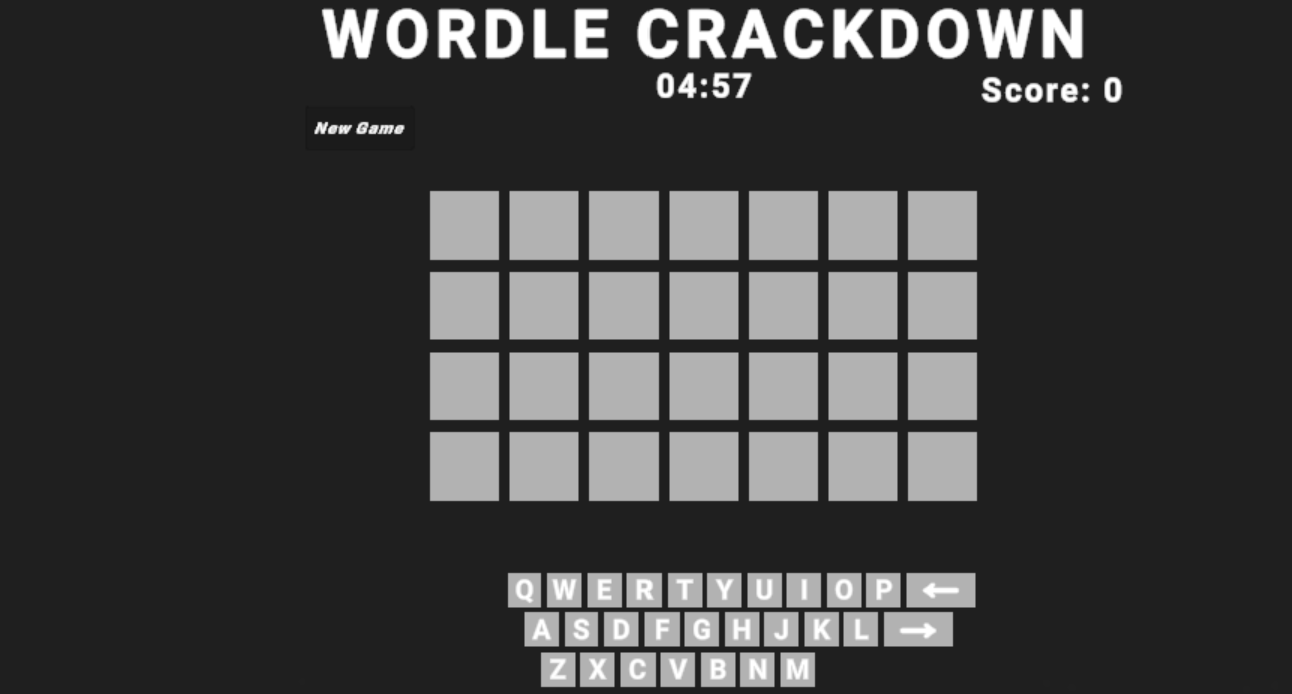 WORDLE CRACKDOWN
04:57
Score: 0
New Game
Q W E R T Y U I O P ←
A S D F G H J K L →
Z X C V B N M